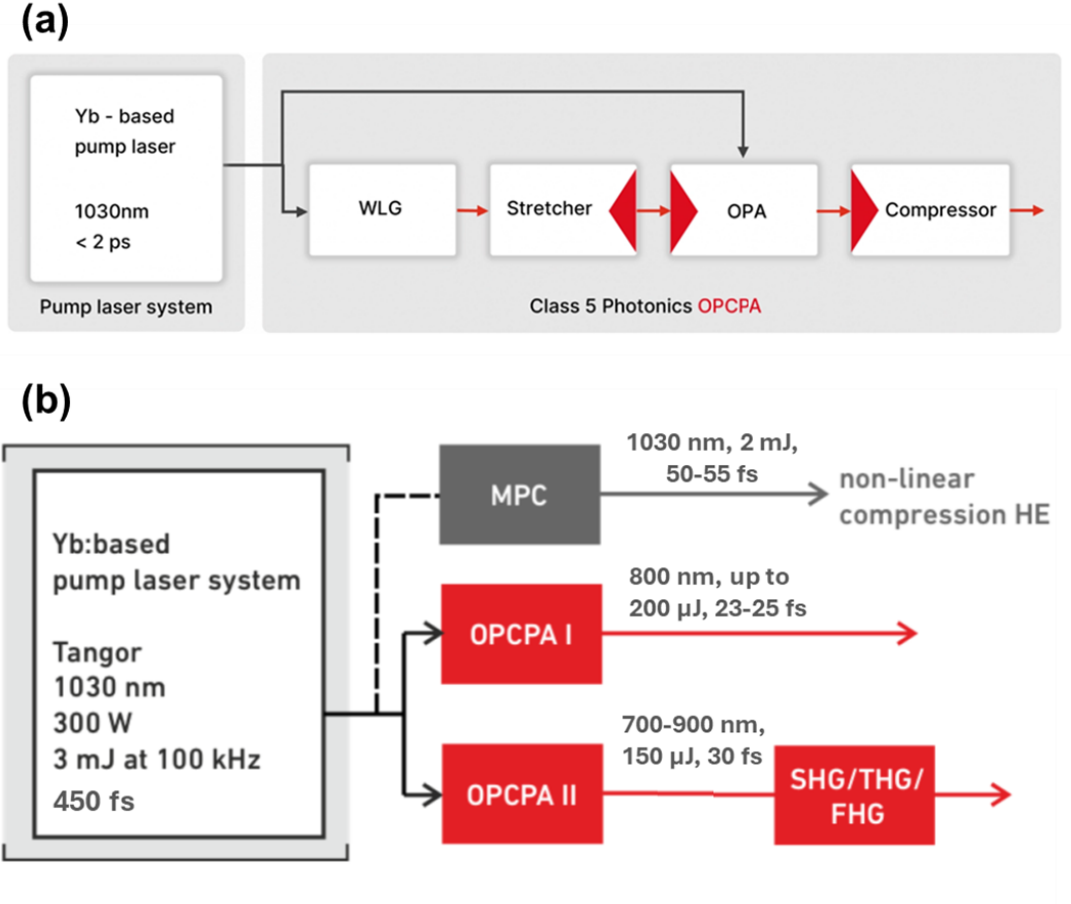 (a)
Yb - based
pump laser
1030nm
< 2 ps
Pump laser system
WLG
Stretcher
OPA
Compressor
Class 5 Photonics OPCPA
(b)
Yb:based
pump laser system
Tangor
1030 nm
300 W
3 mJ at 100 kHz
450 fs
MPC
1030 nm, 2 mJ,
50-55 fs
non-linear
compression HE
OPCPA I
800 nm, up to
200 µJ, 23-25 fs
OPCPA II
700-900 nm,
150 µJ, 30 fs
SHG/THG/
FHG